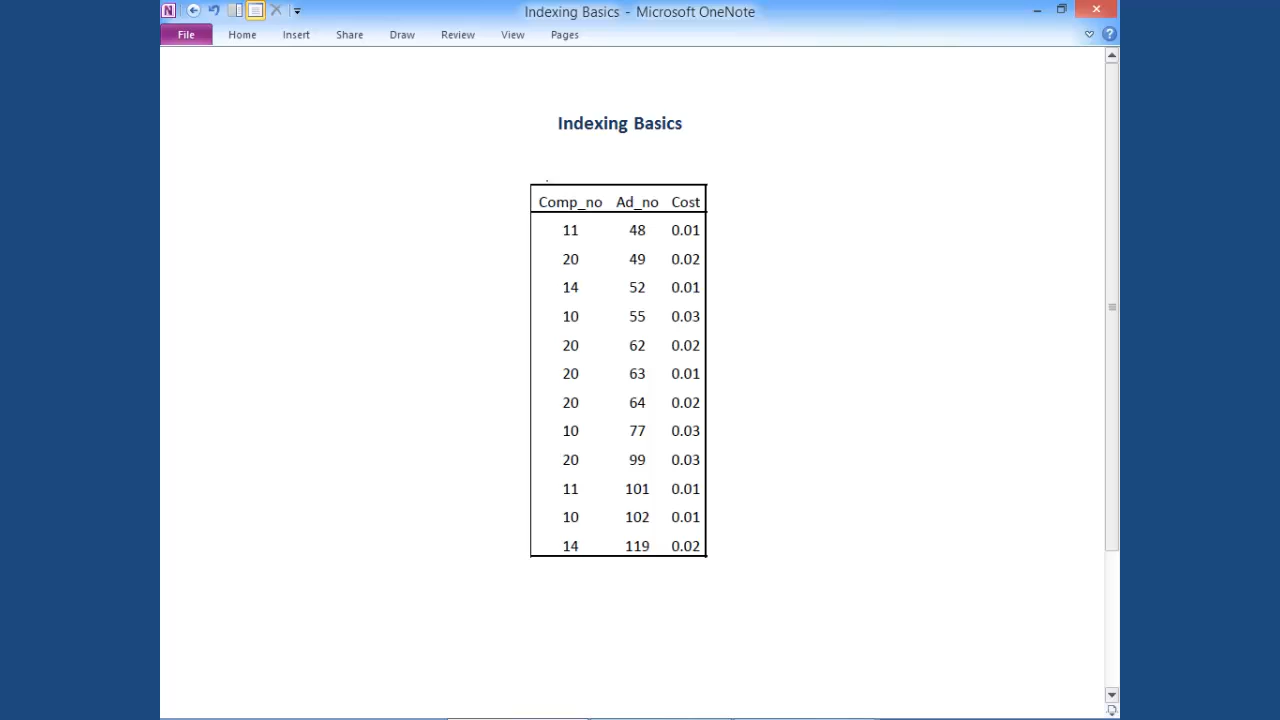 Indexing Basics - Microsoft OneNote
File Home Insert Share Draw Review View Pages
Indexing Basics
Comp_no Ad_no Cost
11 48 0.01
20 49 0.02
14 52 0.01
10 55 0.03
20 62 0.02
20 63 0.01
20 64 0.02
10 77 0.03
20 99 0.03
11 101 0.01
10 102 0.01
14 119 0.02